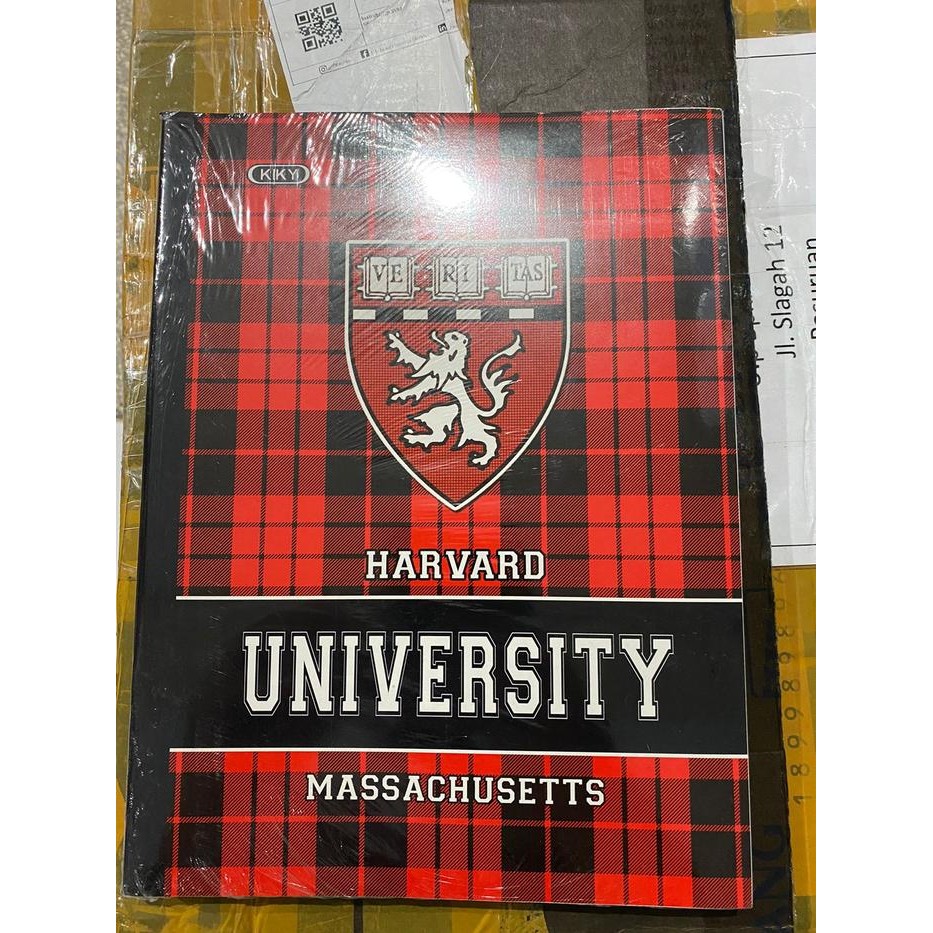 KIKY
VE RI TAS
HARVARD
UNIVERSITY
MASSACHUSETTS
Jl. Slagah 12